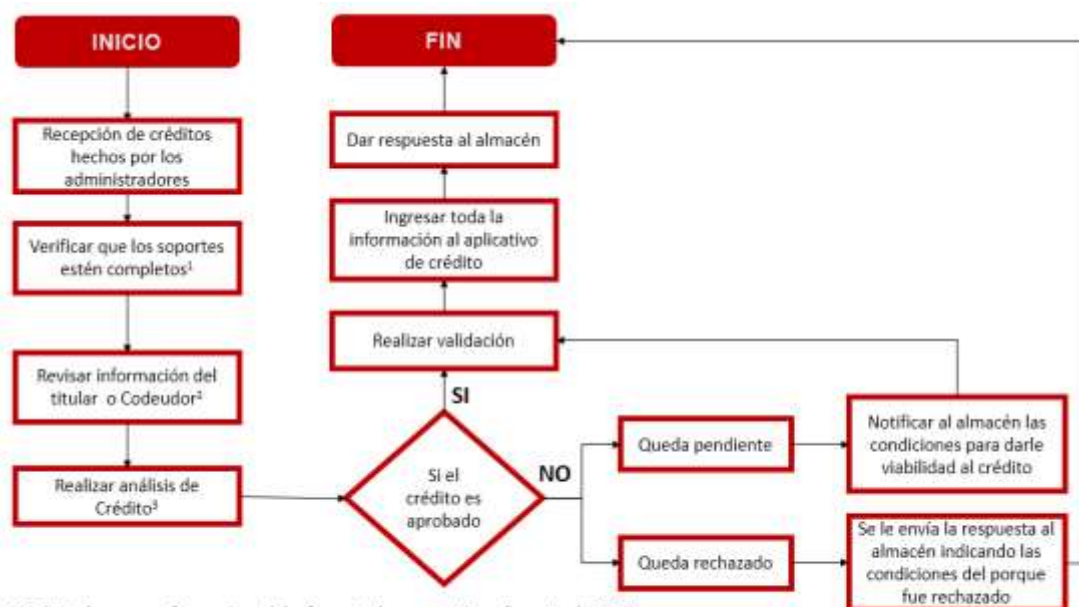 INICIO
Recepción de créditos
hechos por los
administradores
Verificar que los soportes
estén completos¹
Revisar información del
titular o Codeudor²
Realizar análisis de
Crédito³
FIN
Dar respuesta al almacén
Ingresar toda la
información al aplicativo
de crédito
Realizar validación
SI
Si el
crédito es
aprobado
NO
Queda pendiente
Notificar al almacén las
condiciones para darle
viabilidad al crédito
Queda rechazado
Se le envía la respuesta al
almacén indicando las
condiciones del porque
fue rechazado